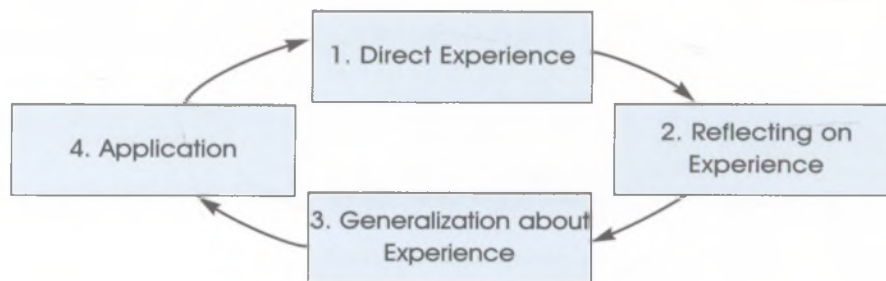 1. Direct Experience
2. Reflecting on
Experience
3. Generalization about
Experience
4. Application